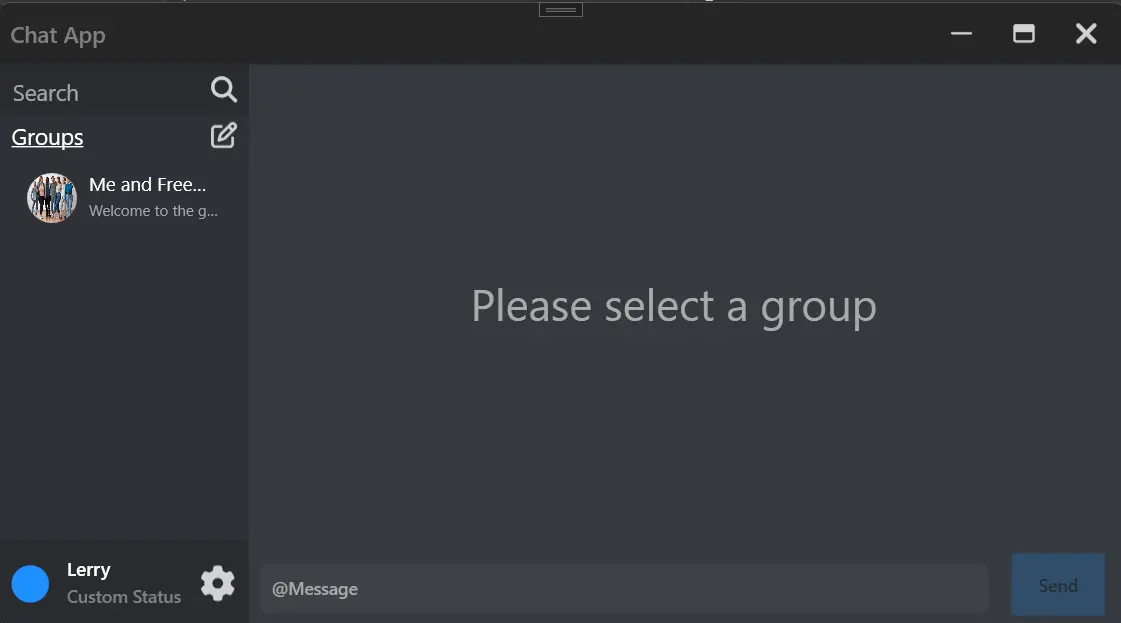 Chat App
Search
Groups
Me and Free...
Welcome to the g...
Please select a group
Lerry
Custom Status
@Message
Send